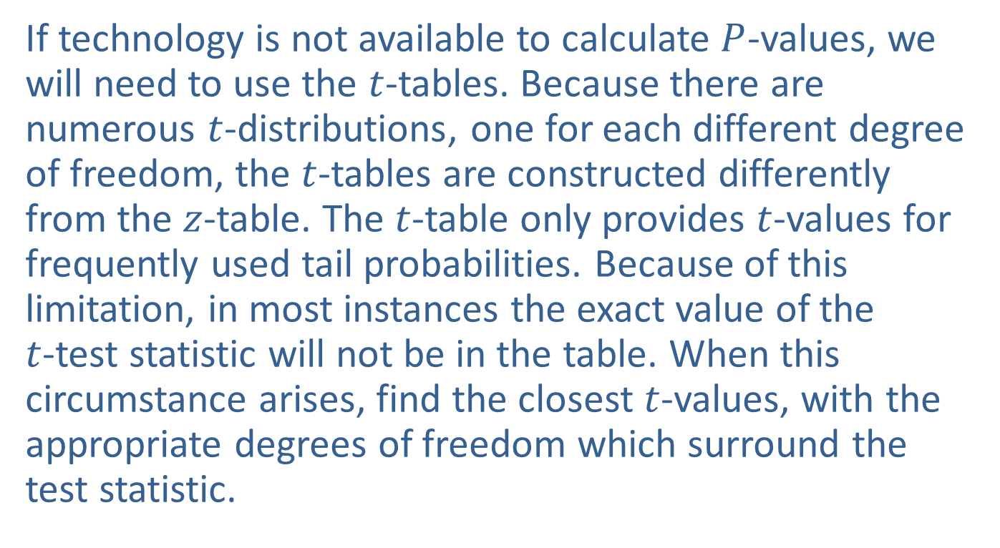 If technology is not available to calculate P-values, we
will need to use the t-tables. Because there are
numerous t-distributions, one for each different degree
of freedom, the t-tables are constructed differently
from the z-table. The t-table only provides t-values for
frequently used tail probabilities. Because of this
limitation, in most instances the exact value of the
t-test statistic will not be in the table. When this
circumstance arises, find the closest t-values, with the
appropriate degrees of freedom which surround the
test statistic.